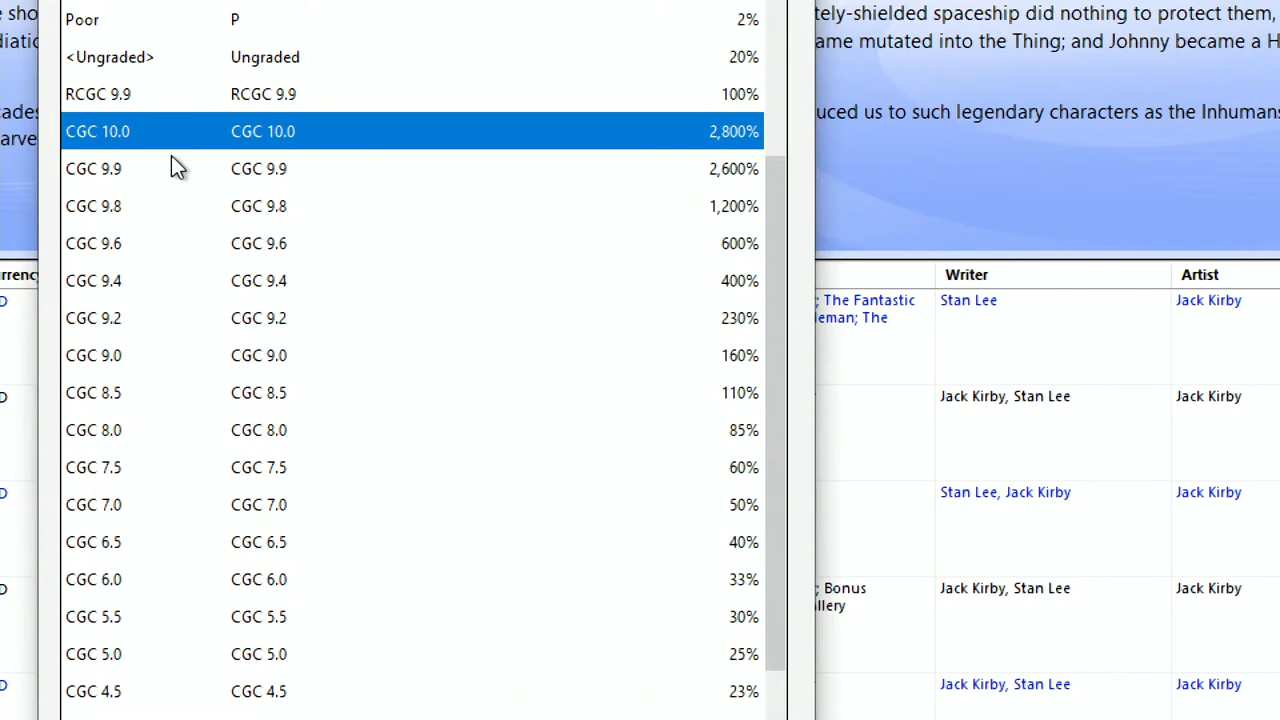 e sho
diatic
cades
arve
Poor P 2%
<Ungraded> Ungraded 20%
RCGC 9.9 RCGC 9.9 100%
CGC 10.0 CGC 10.0 2,800%
CGC 9.9 CGC 9.9 2,600%
CGC 9.8 CGC 9.8 1,200%
CGC 9.6 CGC 9.6 600%
CGC 9.4 CGC 9.4 400%
CGC 9.2 CGC 9.2 230%
CGC 9.0 CGC 9.0 160%
CGC 8.5 CGC 8.5 110%
CGC 8.0 CGC 8.0 85%
CGC 7.5 CGC 7.5 60%
CGC 7.0 CGC 7.0 50%
CGC 6.5 CGC 6.5 40%
CGC 6.0 CGC 6.0 33%
CGC 5.5 CGC 5.5 30%
CGC 5.0 CGC 5.0 25%
CGC 4.5 CGC 4.5 23%
tely-shielded spaceship did nothing to protect them,
ame mutated into the Thing; and Johnny became a H
uced us to such legendary characters as the Inhumans
rrency Writer Artist
D ; The Fantastic Stan Lee Jack Kirby
leman; The
D Jack Kirby, Stan Lee Jack Kirby
D Stan Lee, Jack Kirby Jack Kirby
D ; Bonus Jack Kirby, Stan Lee Jack Kirby
llery
D Jack Kirby, Stan Lee Jack Kirby